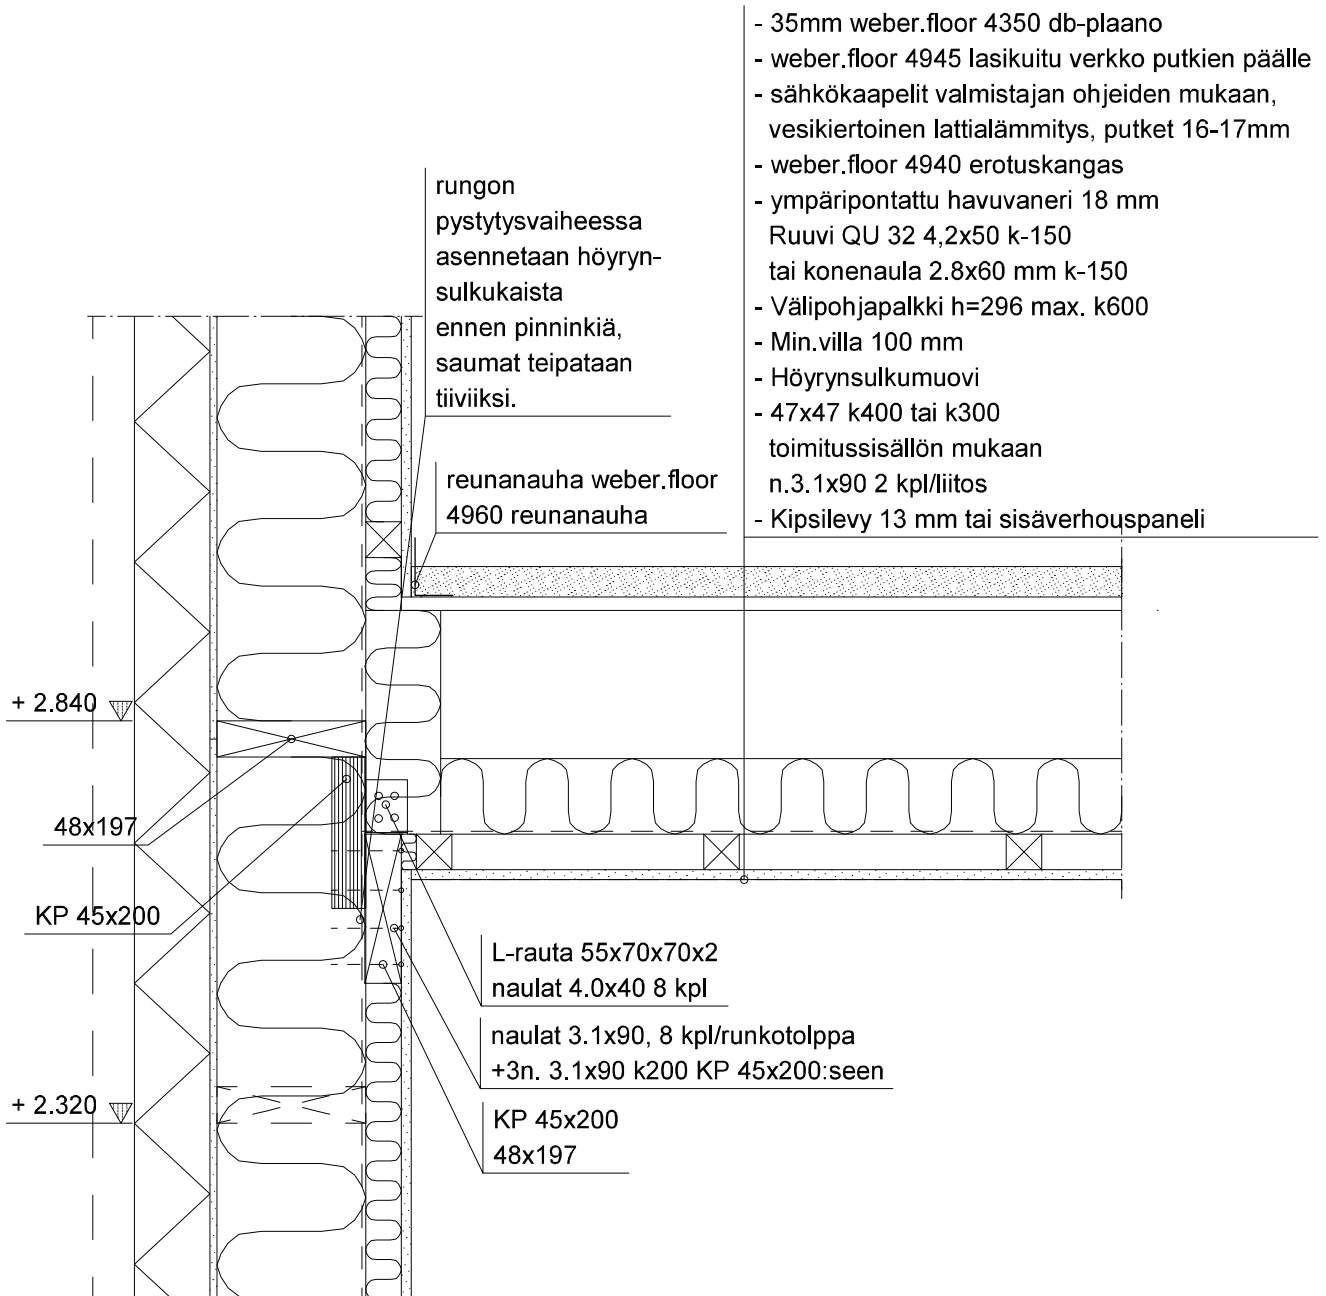 - 35mm weber.floor 4350 db-plaano
- weber.floor 4945 lasikuitu verkko putkien päälle
- sähkökaapelit valmistajan ohjeiden mukaan,
vesikiertoinen lattialämmitys, putket 16-17mm
- weber.floor 4940 erotuskangas
- ympäripontattu havuvaneri 18 mm
Ruuvi QU 32 4,2x50 k-150
tai konenaula 2.8x60 mm k-150
- Välipohjapalkki h=296 max. k600
- Min.villa 100 mm
- Höyrynsulkumuovi
- 47x47 k400 tai k300
toimitussisällön mukaan
n.3.1x90 2 kpl/liitos
- Kipsilevy 13 mm tai sisäverhouspaneli
rungon
pystytysvaiheessa
asennetaan höyryn-
sulkukaista
ennen pinninkiä,
saumat teipataan
tiiviiksi.
reunanauha weber.floor
4960 reunanauha
+ 2.840
48x197
KP 45x200
L-rauta 55x70x70x2
naulat 4.0x40 8 kpl
naulat 3.1x90, 8 kpl/runkotolppa
+3n. 3.1x90 k200 KP 45x200:seen
+ 2.320
KP 45x200
48x197